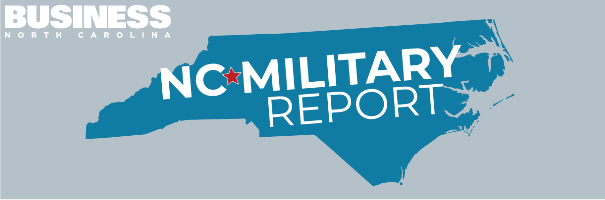 BUSINESS
NORTH CAROLINA
NC MILITARY
REPORT